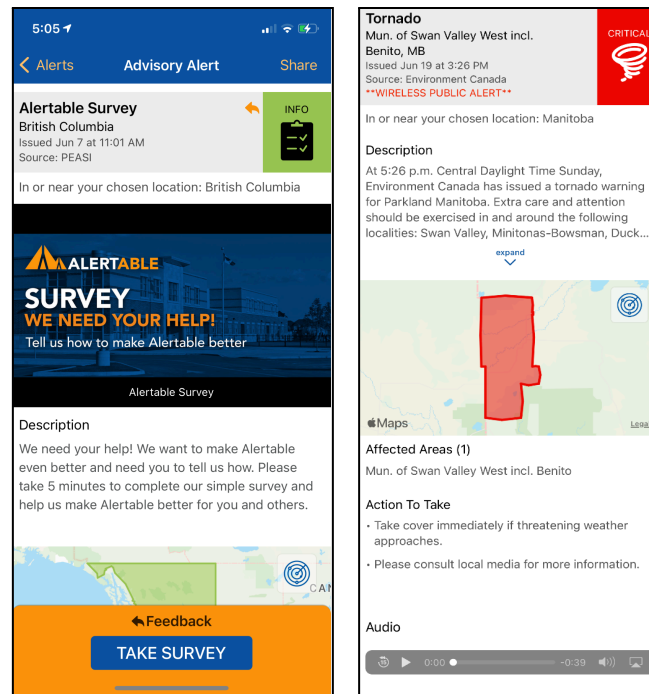 5:05
Alerts
Advisory Alert
Share
Alertable Survey
British Columbia
Issued Jun 7 at 11:01 AM
Source: PEASI
INFO
In or near your chosen location: British Columbia
ALERTABLE
SURVEY
WE NEED YOUR HELP!
Tell us how to make Alertable better
Alertable Survey
Description
We need your help! We want to make Alertable
even better and need you to tell us how. Please
take 5 minutes to complete our simple survey and
help us make Alertable better for you and others.
CA
Feedback
TAKE SURVEY
Tornado
Mun. of Swan Valley West incl.
Benito, MB
Issued Jun 19 at 3:26 PM
Source: Environment Canada
**WIRELESS PUBLIC ALERT**
CRITICAL
In or near your chosen location: Manitoba
Description
At 5:26 p.m. Central Daylight Time Sunday,
Environment Canada has issued a tornado warning
for Parkland Manitoba. Extra care and attention
should be exercised in and around the following
localities: Swan Valley, Minitonas-Bowsman, Duck...
expand
Maps
Legal
Affected Areas (1)
Mun. of Swan Valley West incl. Benito
Action To Take
• Take cover immediately if threatening weather
approaches.
• Please consult local media for more information.
Audio
15
0:00
-0:39